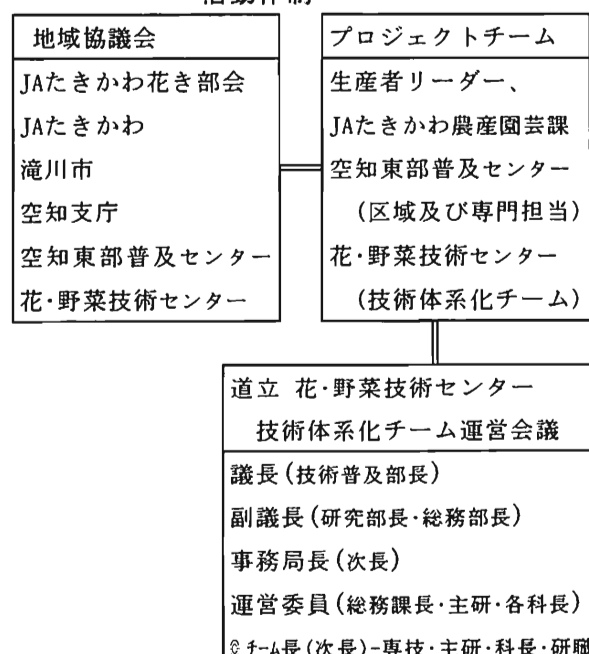 地域協議会
JAたきかわ花き部会
JAたきかわ
滝川市
空知支庁
空知東部普及センター
花・野菜技術センター
プロジェクトチーム
生産者リーダー、
JAたきかわ農産園芸課
空知東部普及センター
(区域及び専門担当)
花・野菜技術センター
(技術体系化チーム)
道立 花・野菜技術センター
技術体系化チーム運営会議
議長(技術普及部長)
副議長(研究部長・総務部長)
事務局長(次長)
運営委員(総務課長・主研・各科長)
チーム長(次長)-専技・主研・科長・研職